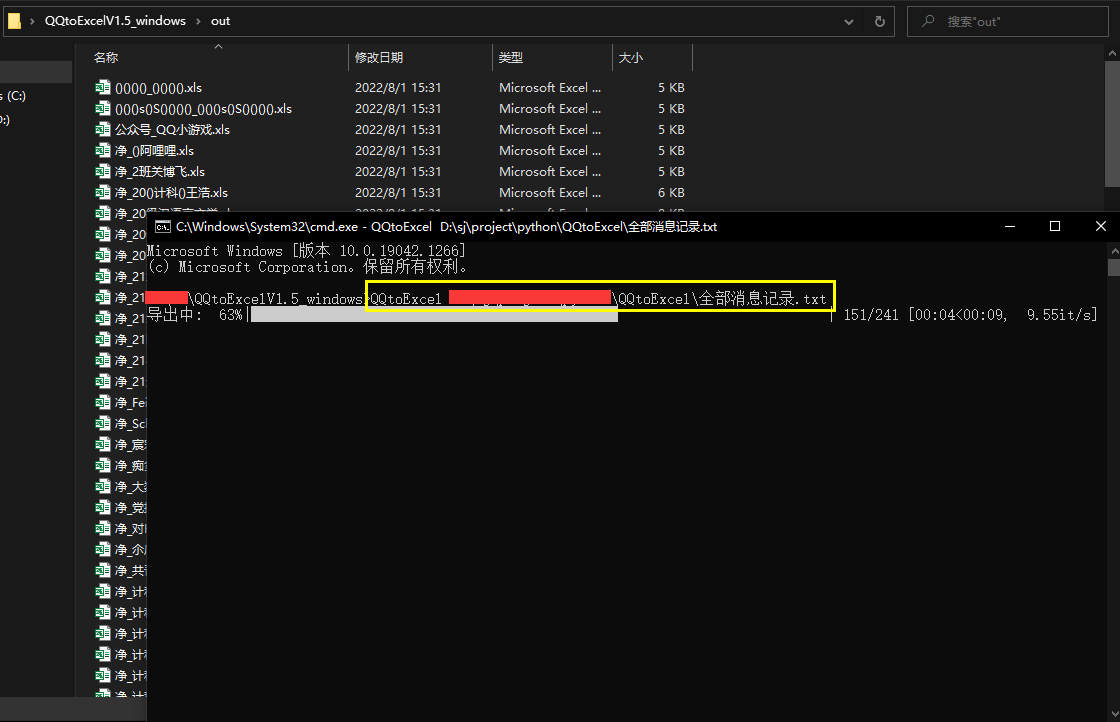 QQtoExcelV1.5_windows › out
搜索"out"
名称 修改日期 类型 大小
s (C:)
0000_0000.xls 2022/8/1 15:31 Microsoft Excel ... 5 KB
000s0S0000_000s0S0000.xls 2022/8/1 15:31 Microsoft Excel ... 5 KB
公众号_QQ小游戏.xls 2022/8/1 15:31 Microsoft Excel ... 5 KB
净_()阿哩哩.xls 2022/8/1 15:31 Microsoft Excel ... 5 KB
净_2班关博飞.xls 2022/8/1 15:31 Microsoft Excel ... 5 KB
净_20()计科()王浩.xls 2022/8/1 15:31 Microsoft Excel ... 6 KB
净_20
净_20
净_20
净_21
净_21
净_21
净_21
净_21
净_21
净_Fei
净_Sc
净_宸
净_痴
净_大
净_党
净_对
净_尒
净_共
净_计
净_计
净_计
净_计
净_计
净_计
C:\Windows\System32\cmd.exe - QQtoExcel D:\sj\project\python\QQtoExcel\全部消息记录.txt
Microsoft Windows [版本 10.0.19042.1266]
(c) Microsoft Corporation。保留所有权利。
\QQtoExcelV1.5_windows>QQtoExcel \QQtoExcel\全部消息记录.txt
导出中: 63%| | 151/241 [00:04<00:09, 9.55it/s]